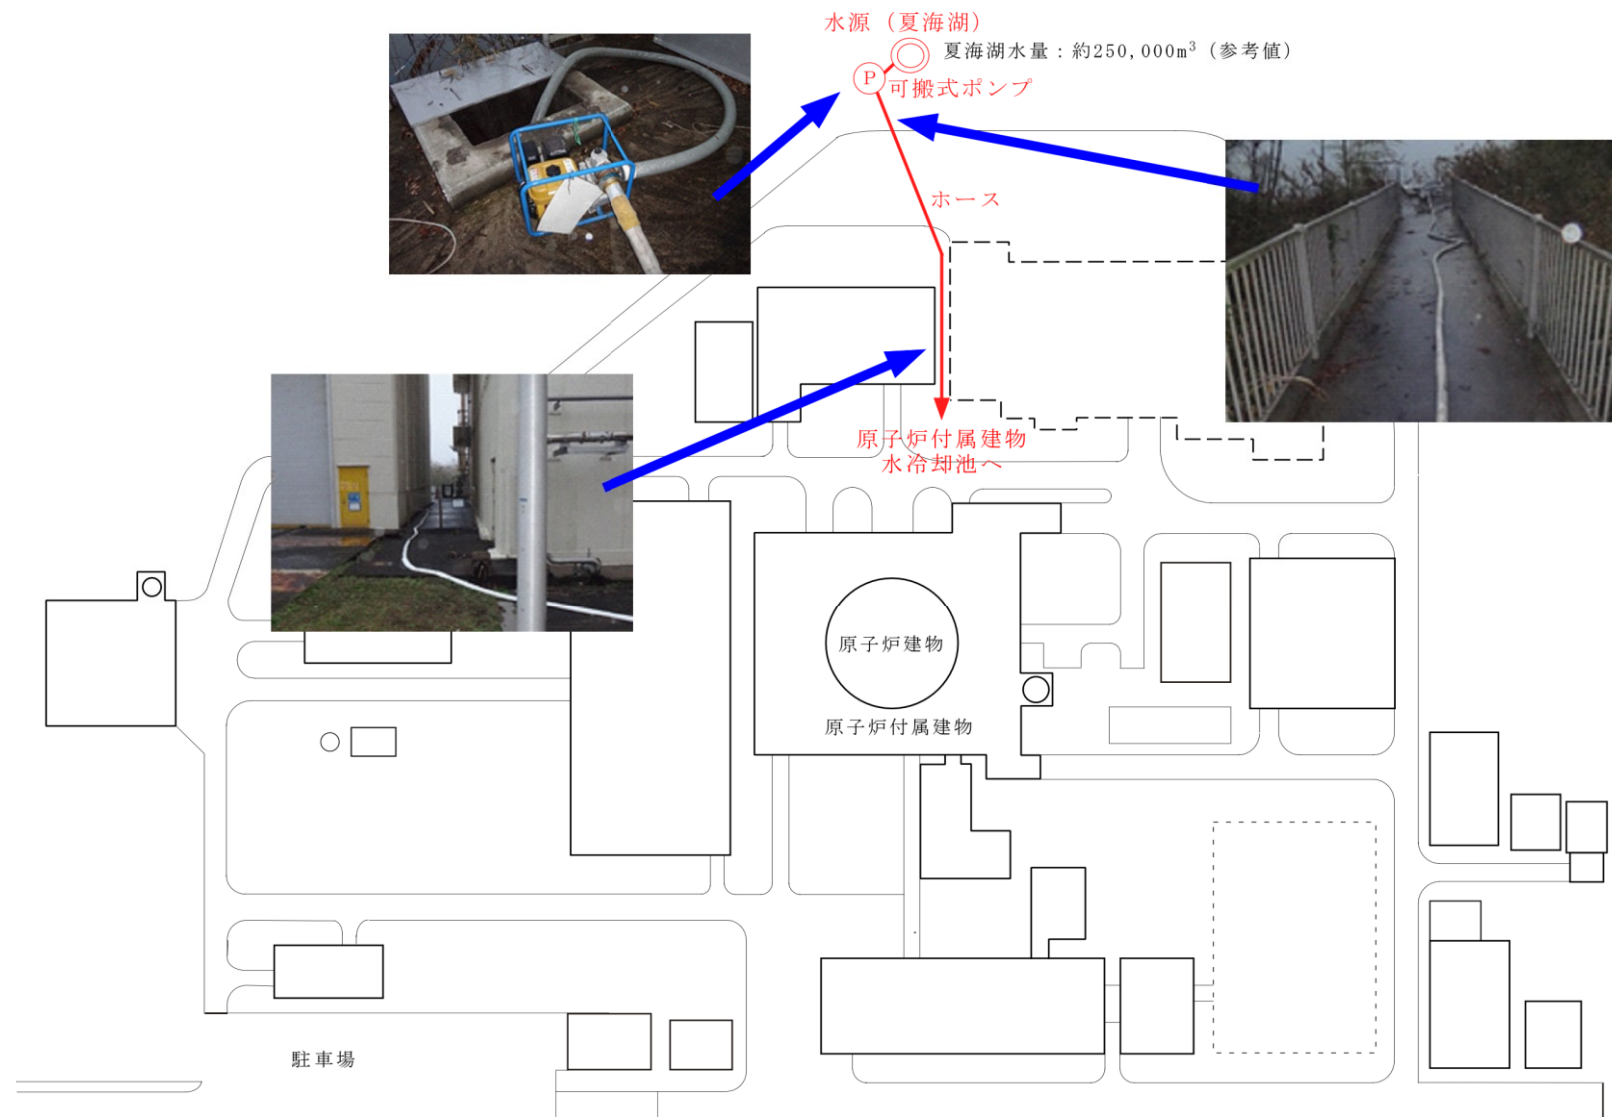 水源（夏海湖）
夏海湖水量：約250,000m³（参考値）
P
可搬式ポンプ
ホース
原子炉付属建物
水冷却池へ
原子炉建物
原子炉付属建物
駐車場